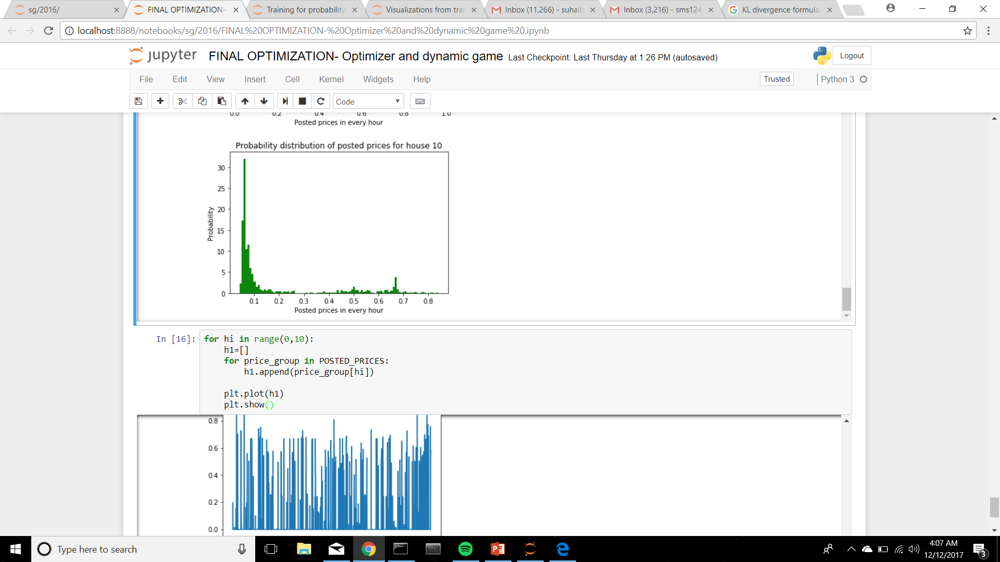 sg/2016/
FINAL OPTIMIZATION-
Training for probability
Visualizations from trai
Inbox (11,266) - suhaila
Inbox (3,216) - sms124
KL divergence formula
localhost:8888/notebooks/sg/2016/FINAL%20OPTIMIZATION-%20Optimizer%20and%20dynamic%20game%20.ipynb
jupyter FINAL OPTIMIZATION- Optimizer and dynamic game Last Checkpoint: Last Thursday at 1:26 PM (autosaved)
Logout
File Edit View Insert Cell Kernel Widgets Help
Trusted
Python 3
Code
0.0 0.2 0.4 0.6 0.8 1.0
Posted prices in every hour
Probability distribution of posted prices for house 10
30
25
20
15
10
5
0
Probability
0.1 0.2 0.3 0.4 0.5 0.6 0.7 0.8
Posted prices in every hour
In [16]:
for hi in range(0,10):
h1=[]
for price_group in POSTED_PRICES:
h1.append(price_group[hi])
plt.plot(h1)
plt.show()
0.8
0.6
0.4
0.2
0.0
Type here to search
4:07 AM
12/12/2017
3